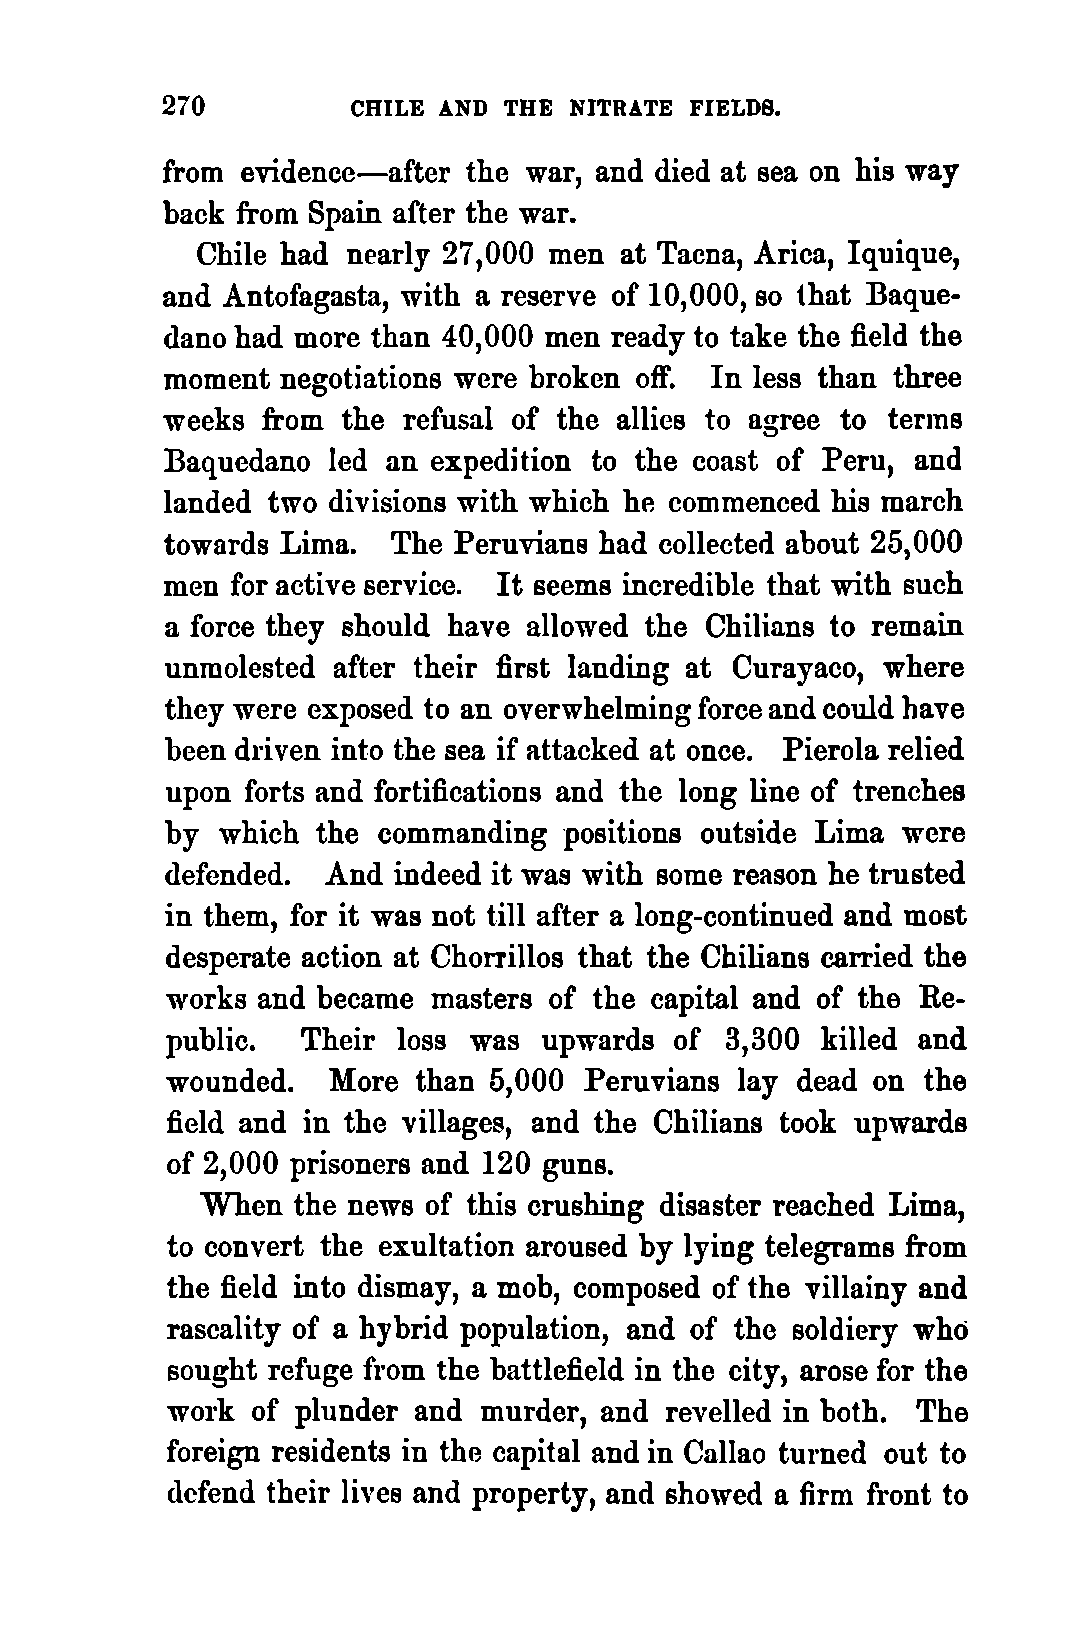 270 CHILE AND THE NITRATE FIELDS.
from evidence—after the war, and died at sea on his way
back from Spain after the war.
Chile had nearly 27,000 men at Tacna, Arica, Iquique,
and Antofagasta, with a reserve of 10,000, so that Baque-
dano had more than 40,000 men ready to take the field the
moment negotiations were broken off. In less than three
weeks from the refusal of the allies to agree to terms
Baquedano led an expedition to the coast of Peru, and
landed two divisions with which he commenced his march
towards Lima. The Peruvians had collected about 25,000
men for active service. It seems incredible that with such
a force they should have allowed the Chilians to remain
unmolested after their first landing at Curayaco, where
they were exposed to an overwhelming force and could have
been driven into the sea if attacked at once. Pierola relied
upon forts and fortifications and the long line of trenches
by which the commanding positions outside Lima were
defended. And indeed it was with some reason he trusted
in them, for it was not till after a long-continued and most
desperate action at Chorrillos that the Chilians carried the
works and became masters of the capital and of the Re-
public. Their loss was upwards of 3,300 killed and
wounded. More than 5,000 Peruvians lay dead on the
field and in the villages, and the Chilians took upwards
of 2,000 prisoners and 120 guns.
When the news of this crushing disaster reached Lima,
to convert the exultation aroused by lying telegrams from
the field into dismay, a mob, composed of the villainy and
rascality of a hybrid population, and of the soldiery who
sought refuge from the battlefield in the city, arose for the
work of plunder and murder, and revelled in both. The
foreign residents in the capital and in Callao turned out to
defend their lives and property, and showed a firm front to